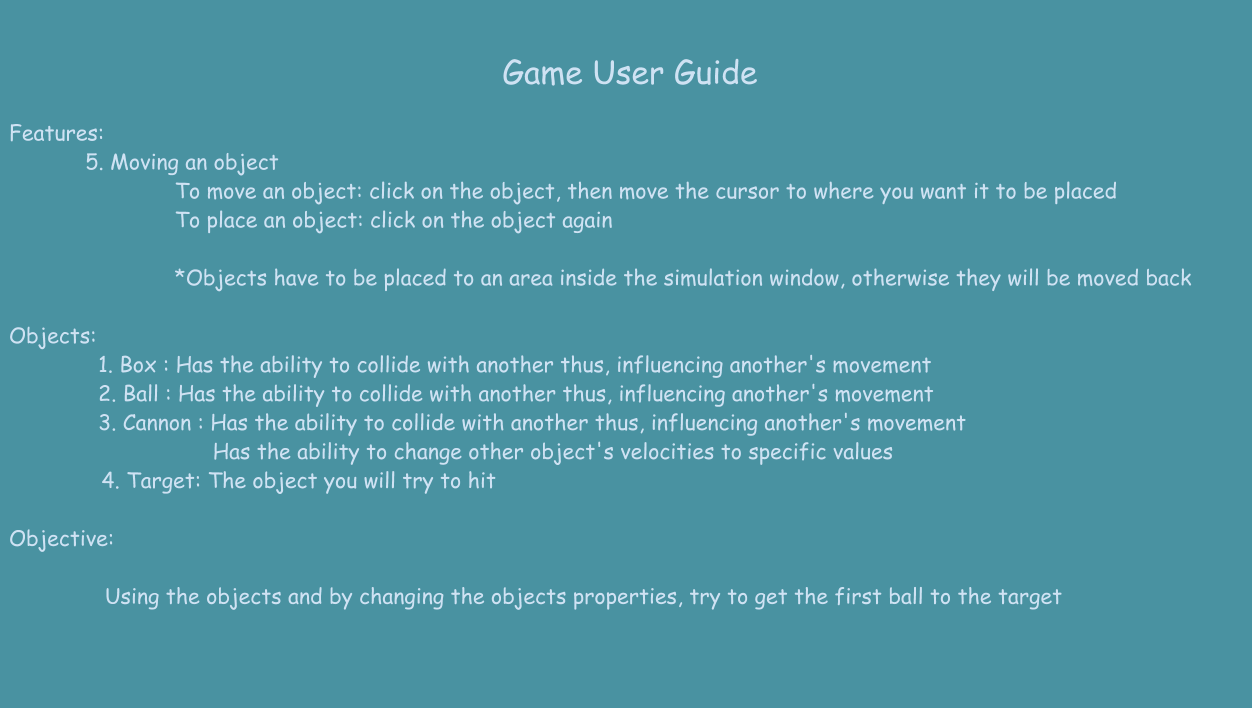 Game User Guide
Features:
5. Moving an object
To move an object: click on the object, then move the cursor to where you want it to be placed
To place an object: click on the object again
*Objects have to be placed to an area inside the simulation window, otherwise they will be moved back
Objects:
1. Box : Has the ability to collide with another thus, influencing another's movement
2. Ball : Has the ability to collide with another thus, influencing another's movement
3. Cannon : Has the ability to collide with another thus, influencing another's movement
Has the ability to change other object's velocities to specific values
4. Target: The object you will try to hit
Objective:
Using the objects and by changing the objects properties, try to get the first ball to the target